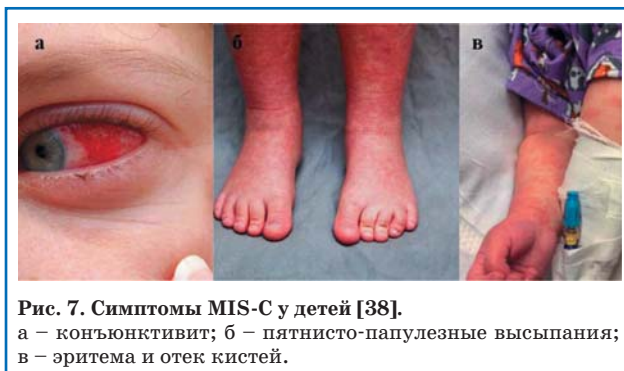 а б в
Рис. 7. Симптомы MIS-C у детей [38].
а – конъюнктивит; б – пятнисто-папулезные высыпания;
в – эритема и отек кистей.